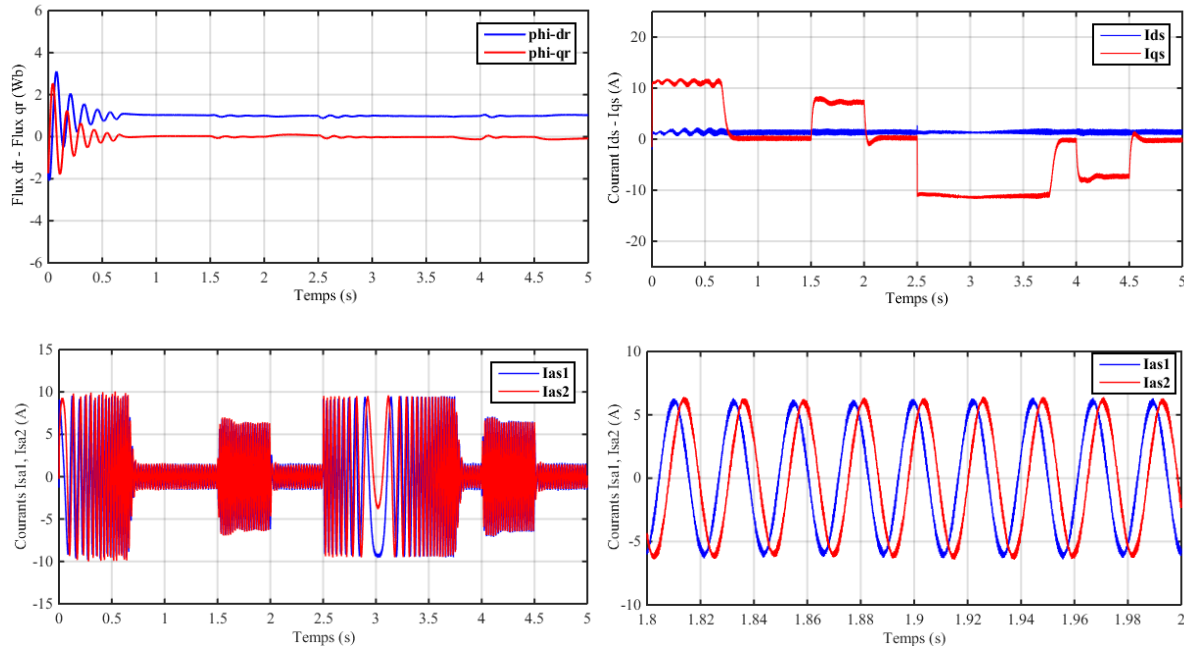 6
4
2
0
-2
-4
-6
Flux dr - Flux qr (Wb)
phi-dr
phi-qr
0 0.5 1 1.5 2 2.5 3 3.5 4 4.5 5
Temps (s)
20
10
0
-10
-20
Courant Ids - Iqs (A)
Ids
Iqs
0 0.5 1 1.5 2 2.5 3 3.5 4 4.5 5
Temps (s)
15
10
5
0
-5
-10
-15
Courants Isa1, Isa2 (A)
Ias1
Ias2
0 0.5 1 1.5 2 2.5 3 3.5 4 4.5 5
Temps (s)
10
5
0
-5
-10
Courants Isa1, Isa2 (A)
Ias1
Ias2
1.8 1.82 1.84 1.86 1.88 1.9 1.92 1.94 1.96 1.98 2
Temps (s)